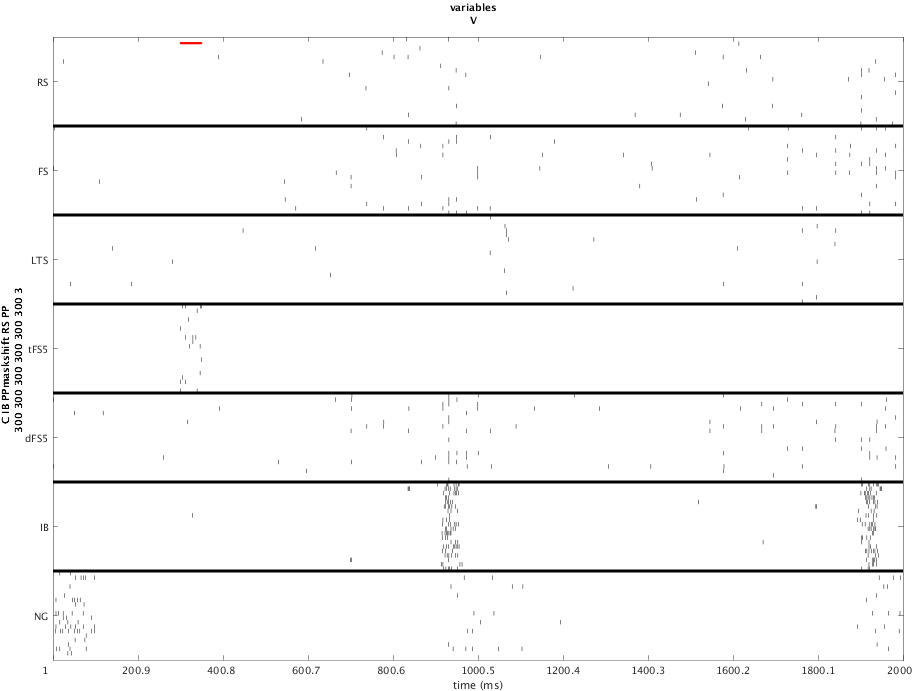 variables
V
RS
FS
LTS
tFS5
dFS5
IB
NG
C IB PPmaskshift RS PP
300 300 300 300 300 300 300 3
1
200.9
400.8
600.7
800.6
1000.5
1200.4
1400.3
1600.2
1800.1
2000
time (ms)